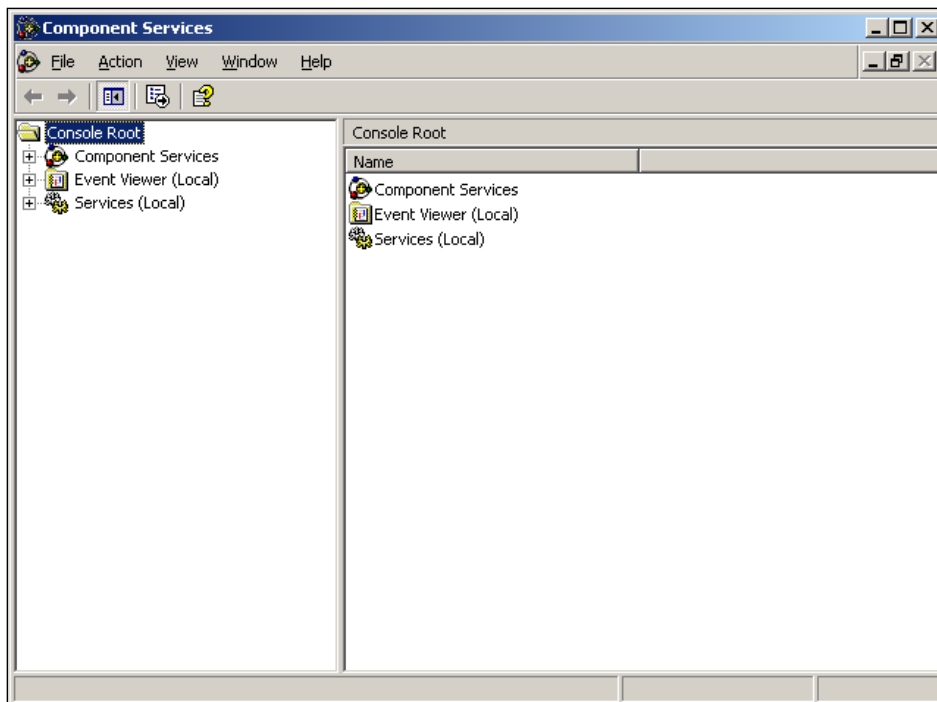 Component Services
File Action View Window Help
Console Root Console Root
Component Services Name
Event Viewer (Local) Component Services
Services (Local) Event Viewer (Local)
Services (Local)